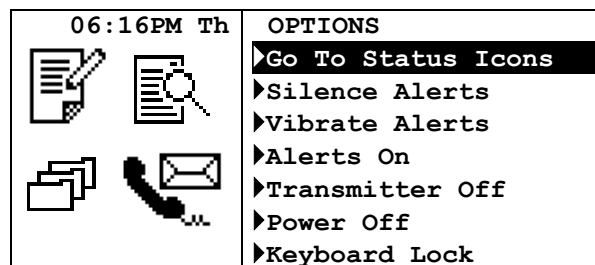 06:16PM Th
OPTIONS
Go To Status Icons
Silence Alerts
Vibrate Alerts
Alerts On
Transmitter Off
Power Off
Keyboard Lock